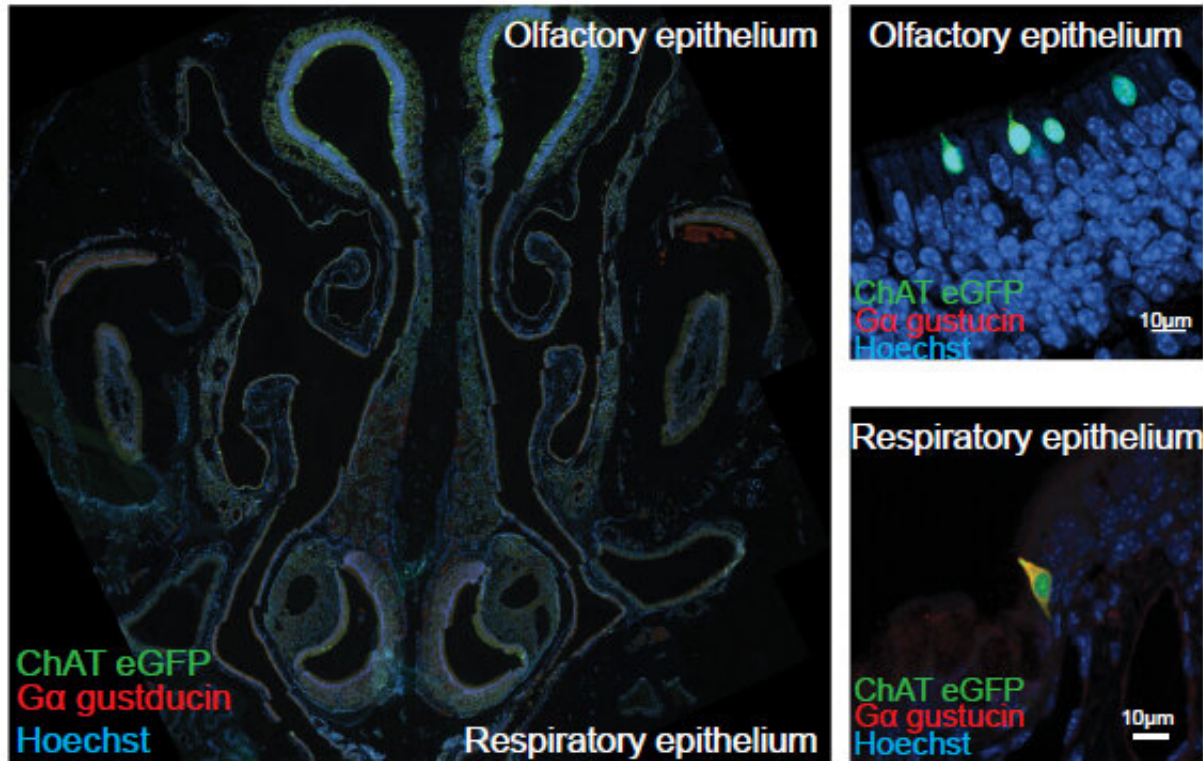 Olfactory epithelium
ChAT eGFP
Gα gustducin
Hoechst
Respiratory epithelium
Olfactory epithelium
ChAT eGFP
Gα gustucin
Hoechst
10µm
Respiratory epithelium
ChAT eGFP
Gα gustucin
Hoechst
10µm